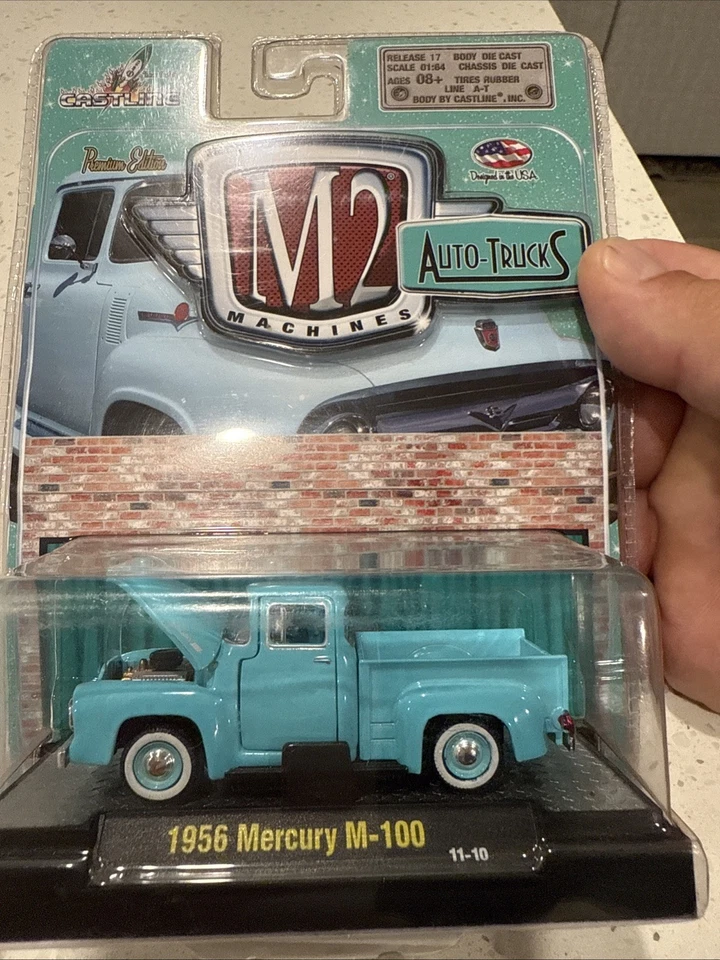 CASTLINE
RELEASE 17 BODY DIE CAST
SCALE 01:64 CHASSIS DIE CAST
AGES 08+ TIRES RUBBER
LINE A-T
BODY BY CASTLINE®, INC.
Premium Edition
M2®
MACHINES
Designed in the USA
AUTO-TRUCKS
1956 Mercury M-100
11-10